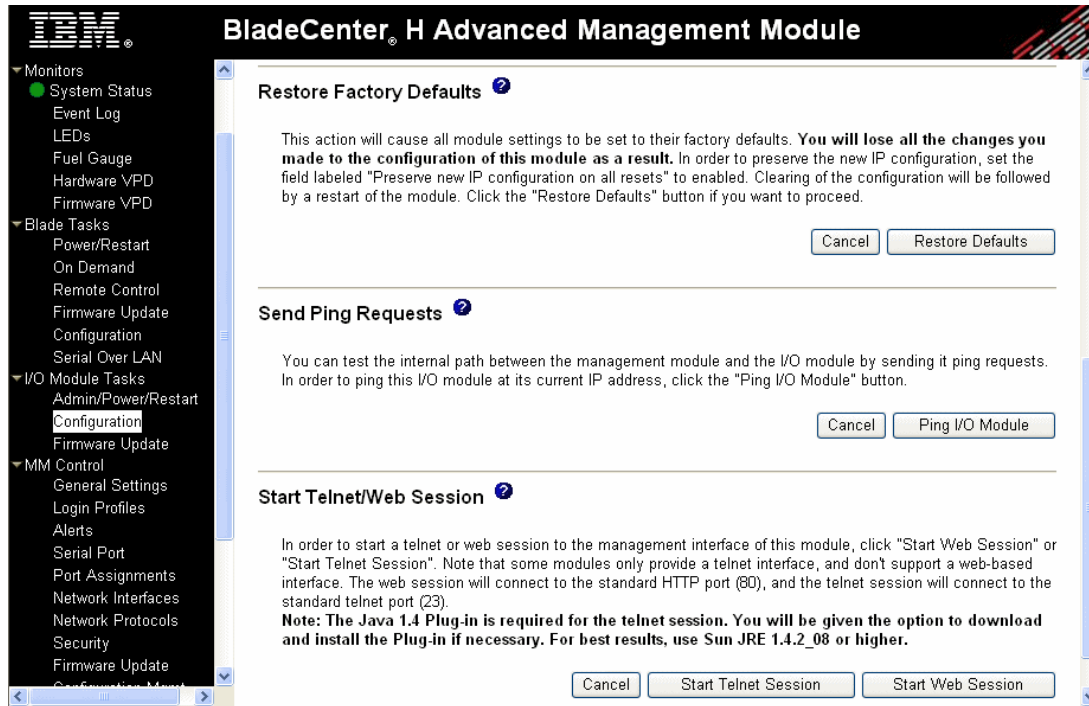 IBM®
BladeCenter® H Advanced Management Module
Monitors
System Status
Event Log
LEDs
Fuel Gauge
Hardware VPD
Firmware VPD
Blade Tasks
Power/Restart
On Demand
Remote Control
Firmware Update
Configuration
Serial Over LAN
I/O Module Tasks
Admin/Power/Restart
Configuration
Firmware Update
MM Control
General Settings
Login Profiles
Alerts
Serial Port
Port Assignments
Network Interfaces
Network Protocols
Security
Firmware Update
Configuration Mgmt
Restore Factory Defaults ?
This action will cause all module settings to be set to their factory defaults. You will lose all the changes you
made to the configuration of this module as a result. In order to preserve the new IP configuration, set the
field labeled "Preserve new IP configuration on all resets" to enabled. Clearing of the configuration will be followed
by a restart of the module. Click the "Restore Defaults" button if you want to proceed.
Cancel Restore Defaults
Send Ping Requests ?
You can test the internal path between the management module and the I/O module by sending it ping requests.
In order to ping this I/O module at its current IP address, click the "Ping I/O Module" button.
Cancel Ping I/O Module
Start Telnet/Web Session ?
In order to start a telnet or web session to the management interface of this module, click "Start Web Session" or
"Start Telnet Session". Note that some modules only provide a telnet interface, and don't support a web-based
interface. The web session will connect to the standard HTTP port (80), and the telnet session will connect to the
standard telnet port (23).
Note: The Java 1.4 Plug-in is required for the telnet session. You will be given the option to download
and install the Plug-in if necessary. For best results, use Sun JRE 1.4.2_08 or higher.
Cancel Start Telnet Session Start Web Session